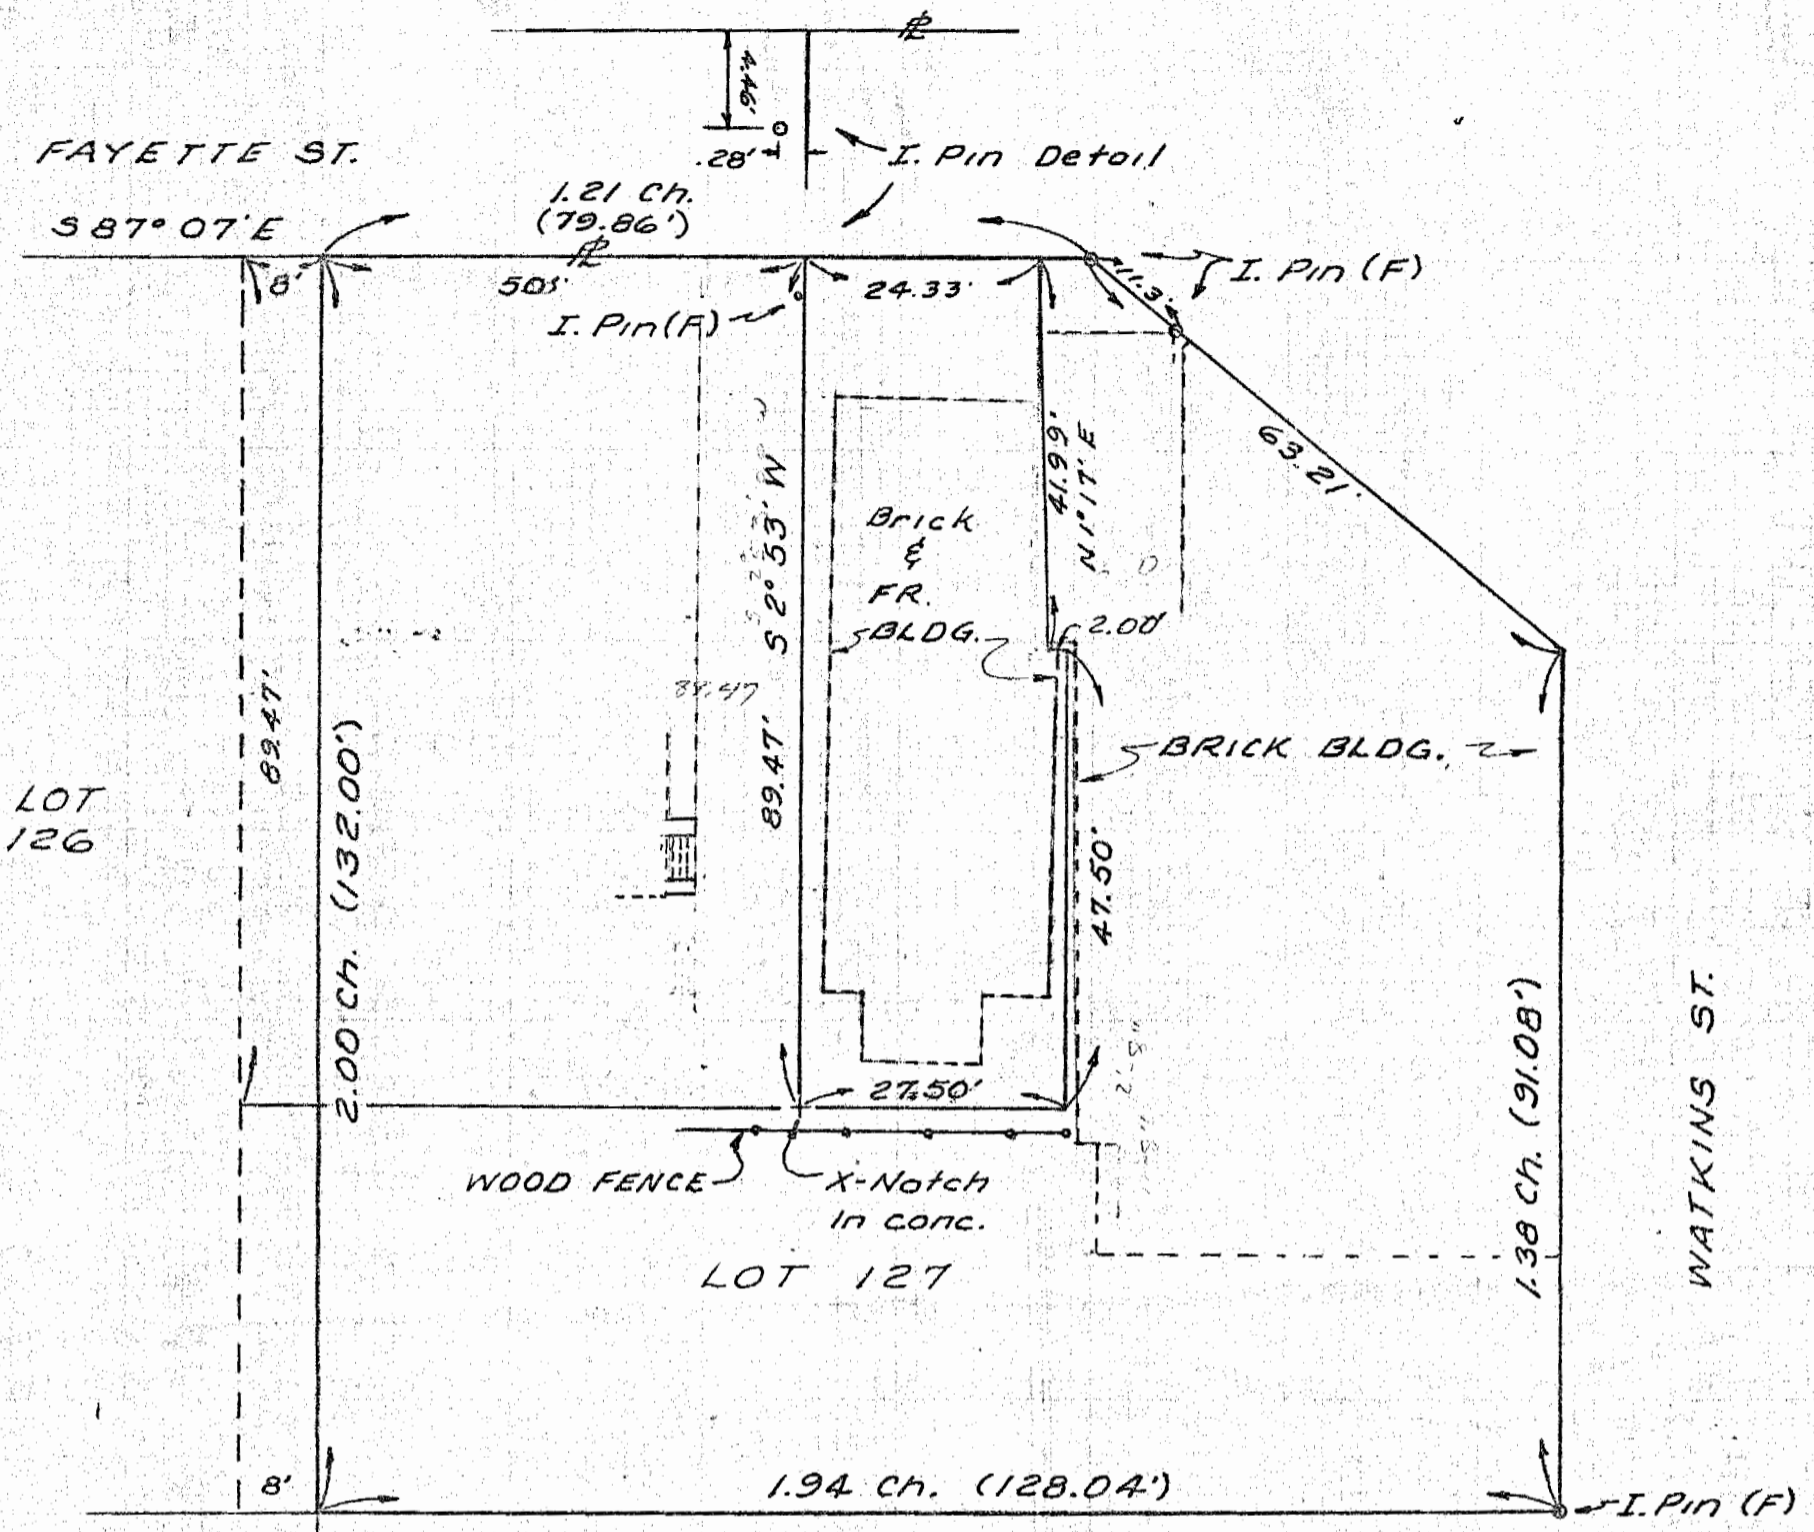 ℄
4.46'
FAYETTE ST.
.28'
I. Pin Detail
1.21 Ch.
(79.86')
S 87° 07' E
℄
8'
50'
24.33'
11.3'
I. Pin (F)
I. Pin (F)
63.21'
41.99'
N 1° 17' E
S 2° 53' W
Brick
&
FR.
BLDG.
2.00'
89.47
89.47'
89.47'
BRICK BLDG.
LOT
126
2.00 Ch. (132.00')
47.50'
27.50'
2'-8"
WOOD FENCE
X-Notch
In conc.
LOT 127
1.38 Ch. (91.08')
WATKINS ST.
8'
1.94 Ch. (128.04')
I. Pin (F)